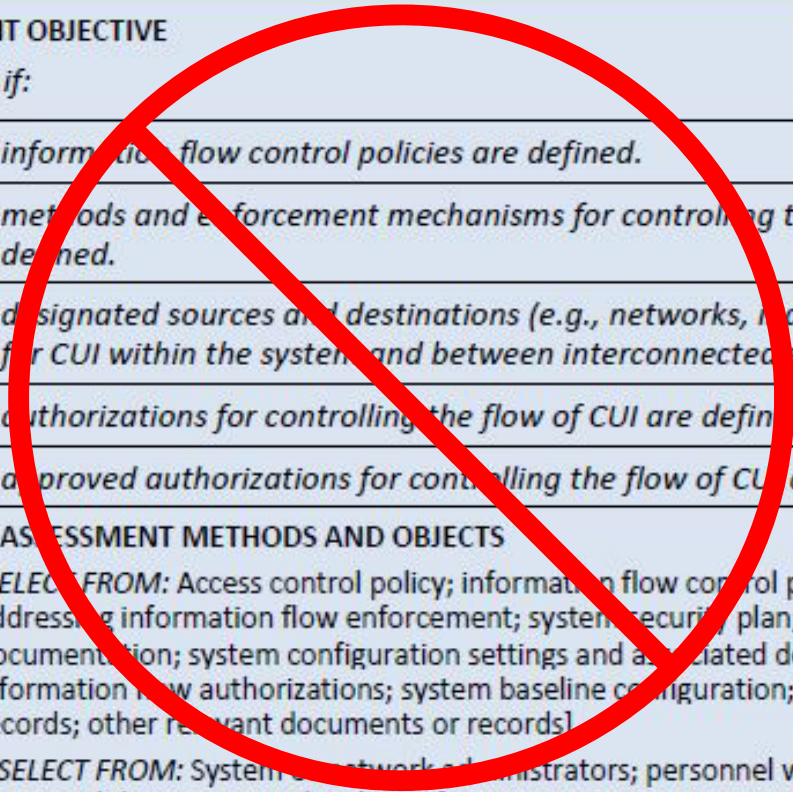 T OBJECTIVE
if:
information flow control policies are defined.
methods and enforcement mechanisms for controlling t
defined.
designated sources and destinations (e.g., networks,
for CUI within the system and between interconnected
authorizations for controlling the flow of CUI are defin
approved authorizations for controlling the flow of CU
ASSESSMENT METHODS AND OBJECTS
ELECT FROM: Access control policy; information flow control p
ddressing information flow enforcement; system security plan;
ocumentation; system configuration settings and associated d
formation flow authorizations; system baseline configuration;
cords; other relevant documents or records]
SELECT FROM: System or network administrators; personnel w